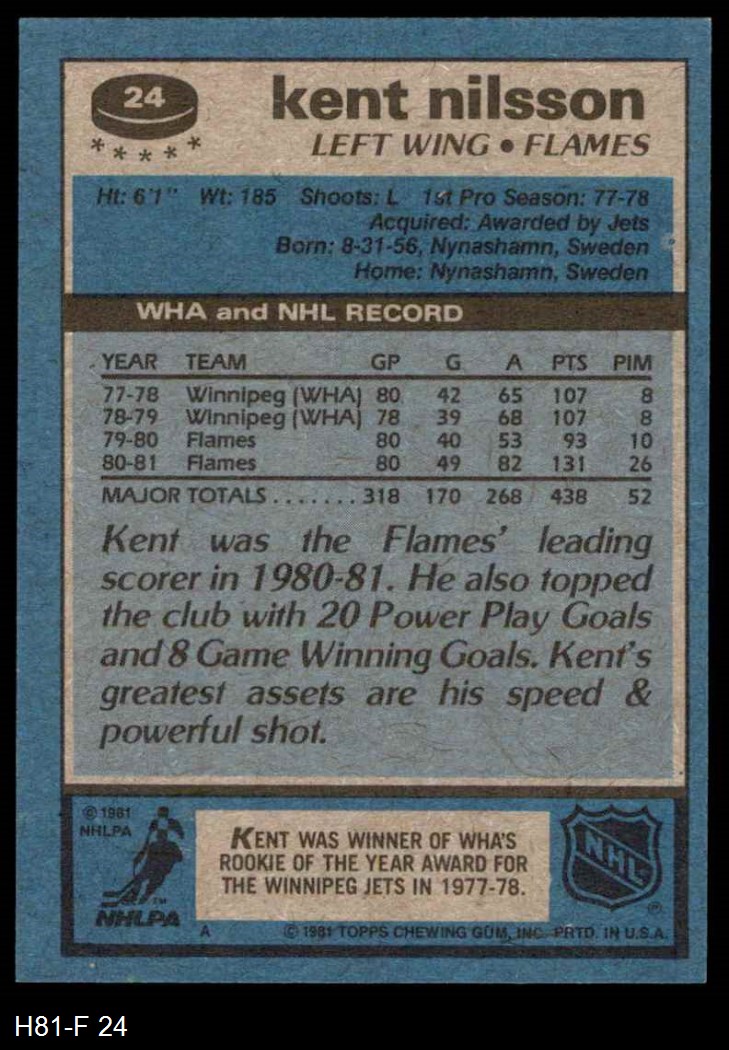 24
kent nilsson
LEFT WING • FLAMES
Ht: 6'1" Wt: 185 Shoots: L 1st Pro Season: 77-78
Acquired: Awarded by Jets
Born: 8-31-56, Nynashamn, Sweden
Home: Nynashamn, Sweden
WHA and NHL RECORD
YEAR TEAM GP G A PTS PIM
77-78 Winnipeg (WHA) 80 42 65 107 8
78-79 Winnipeg (WHA) 78 39 68 107 8
79-80 Flames 80 40 53 93 10
80-81 Flames 80 49 82 131 26
MAJOR TOTALS.......318 170 268 438 52
Kent was the Flames' leading
scorer in 1980-81. He also topped
the club with 20 Power Play Goals
and 8 Game Winning Goals. Kent's
greatest assets are his speed &
powerful shot.
© 1981
NHLPA
NHLPA
TM
KENT WAS WINNER OF WHA'S
ROOKIE OF THE YEAR AWARD FOR
THE WINNIPEG JETS IN 1977-78.
NHL
®
A © 1981 TOPPS CHEWING GUM, INC. PRTD. IN U.S.A.
H81-F 24